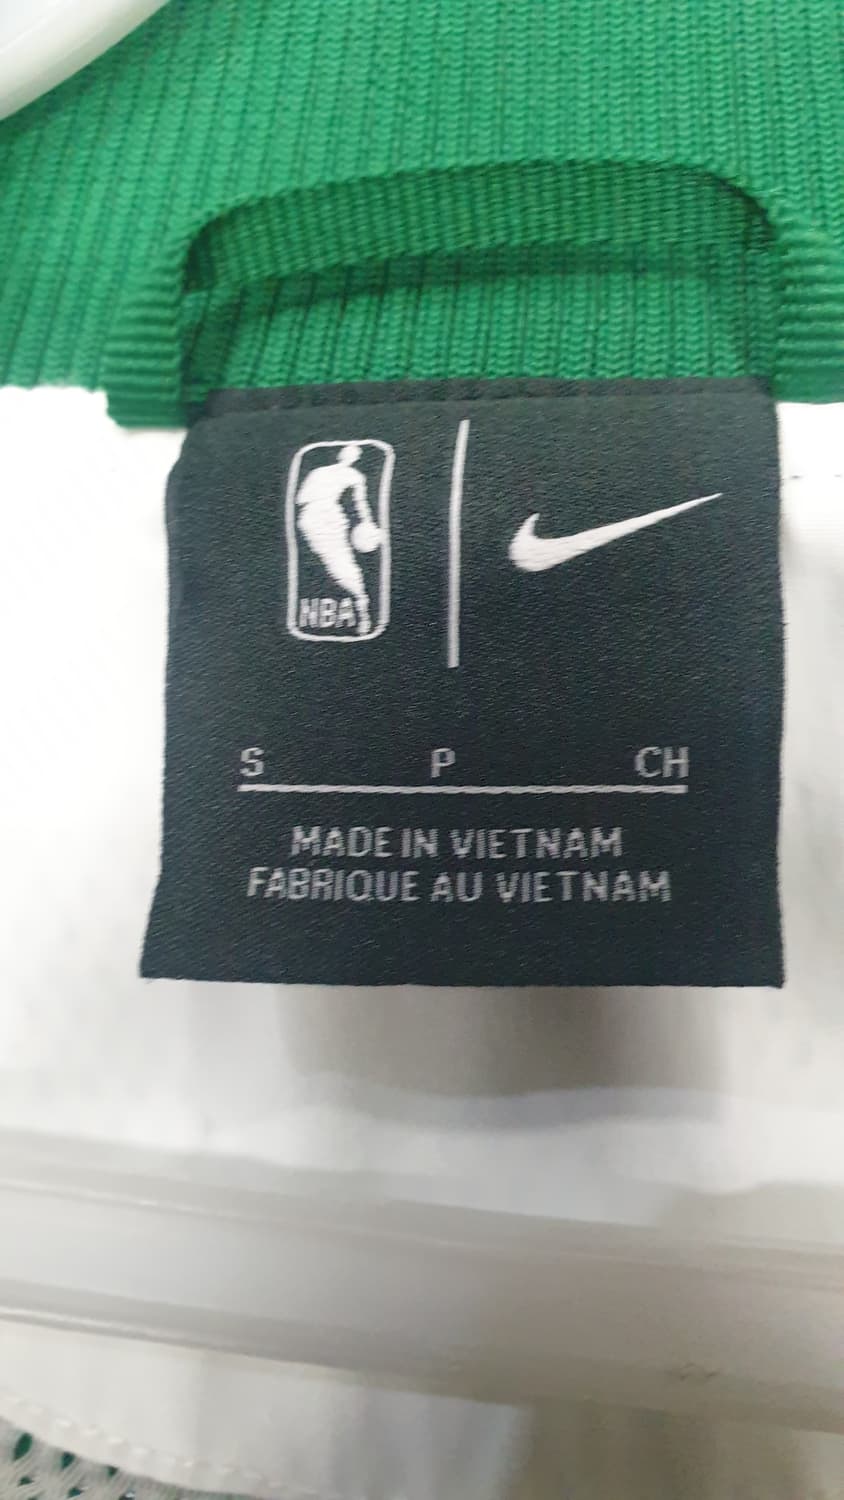 NBA
S P CH
MADE IN VIETNAM
FABRIQUE AU VIETNAM